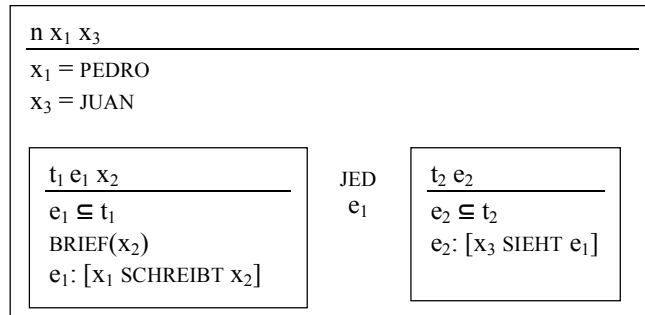 n x₁ x₃
x₁ = PEDRO
x₃ = JUAN
t₁ e₁ x₂
e₁ ⊆ t₁
BRIEF(x₂)
e₁: [x₁ SCHREIBT x₂]
JED
e₁
t₂ e₂
e₂ ⊆ t₂
e₂: [x₃ SIEHT e₁]